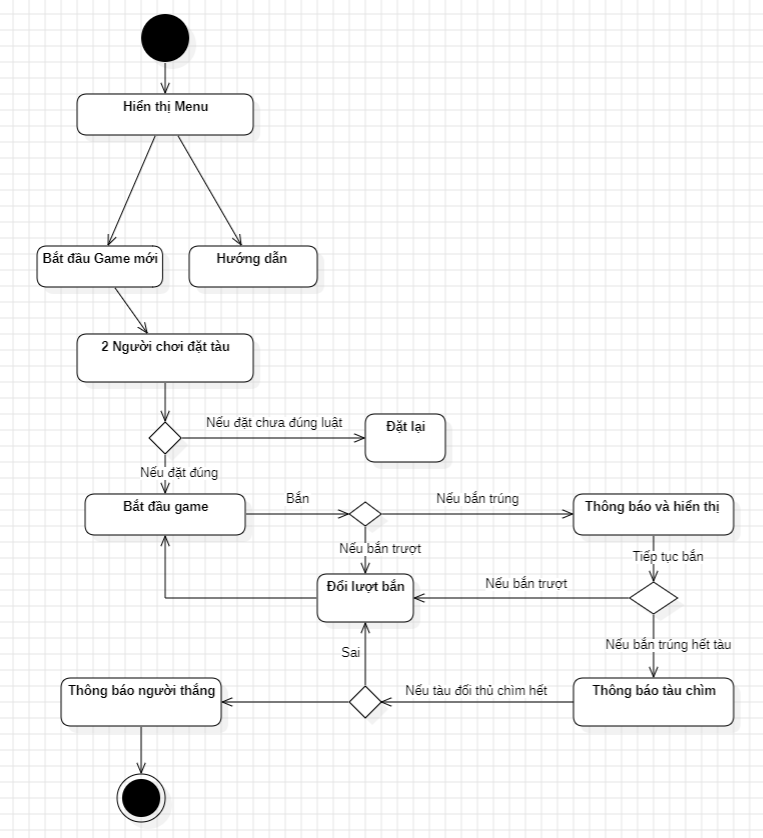 Hiển thị Menu
Bắt đầu Game mới
Hướng dẫn
2 Người chơi đặt tàu
Nếu đặt chưa đúng luật
Đặt lại
Nếu đặt đúng
Bắt đầu game
Bắn
Nếu bắn trúng
Thông báo và hiển thị
Nếu bắn trượt
Tiếp tục bắn
Đổi lượt bắn
Nếu bắn trượt
Sai
Nếu bắn trúng hết tàu
Thông báo người thắng
Nếu tàu đối thủ chìm hết
Thông báo tàu chìm